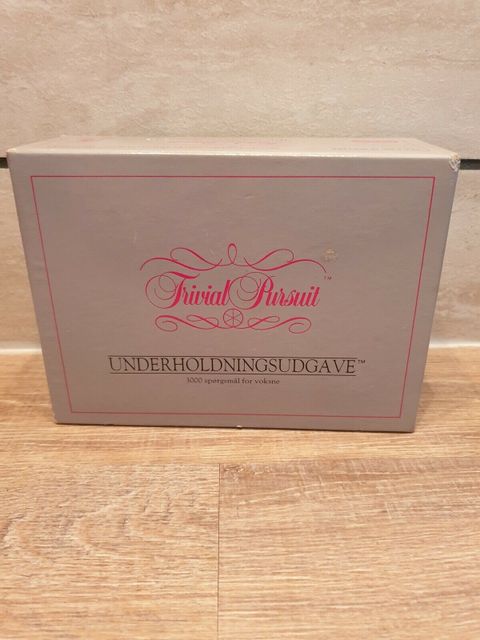 Trivial Pursuit™
UNDERHOLDNINGSUDGAVE™
3000 spørgsmål for voksne